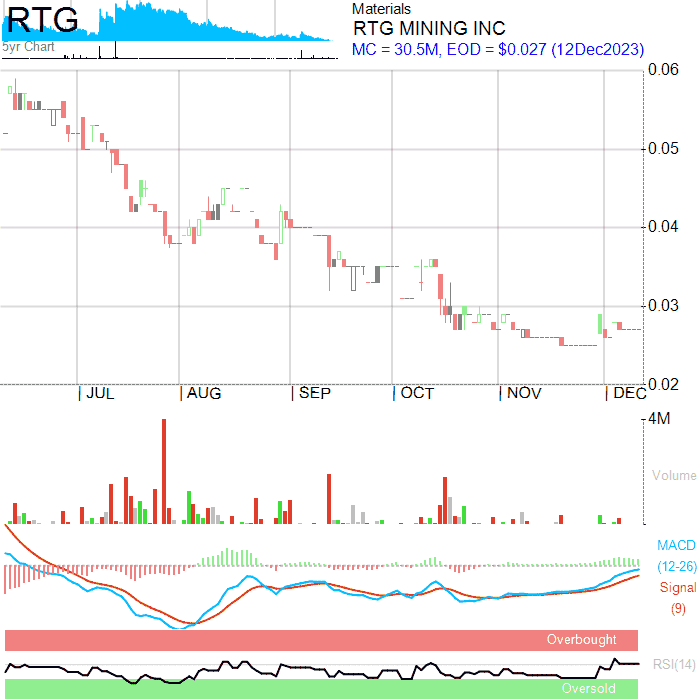 RTG
5yr Chart
Materials
RTG MINING INC
MC = 30.5M, EOD = $0.027 (12Dec2023)
0.06
0.05
0.04
0.03
0.02
JUL AUG SEP OCT NOV DEC
4M
Volume
MACD
(12-26)
Signal
(9)
Overbought
RSI(14)
Oversold